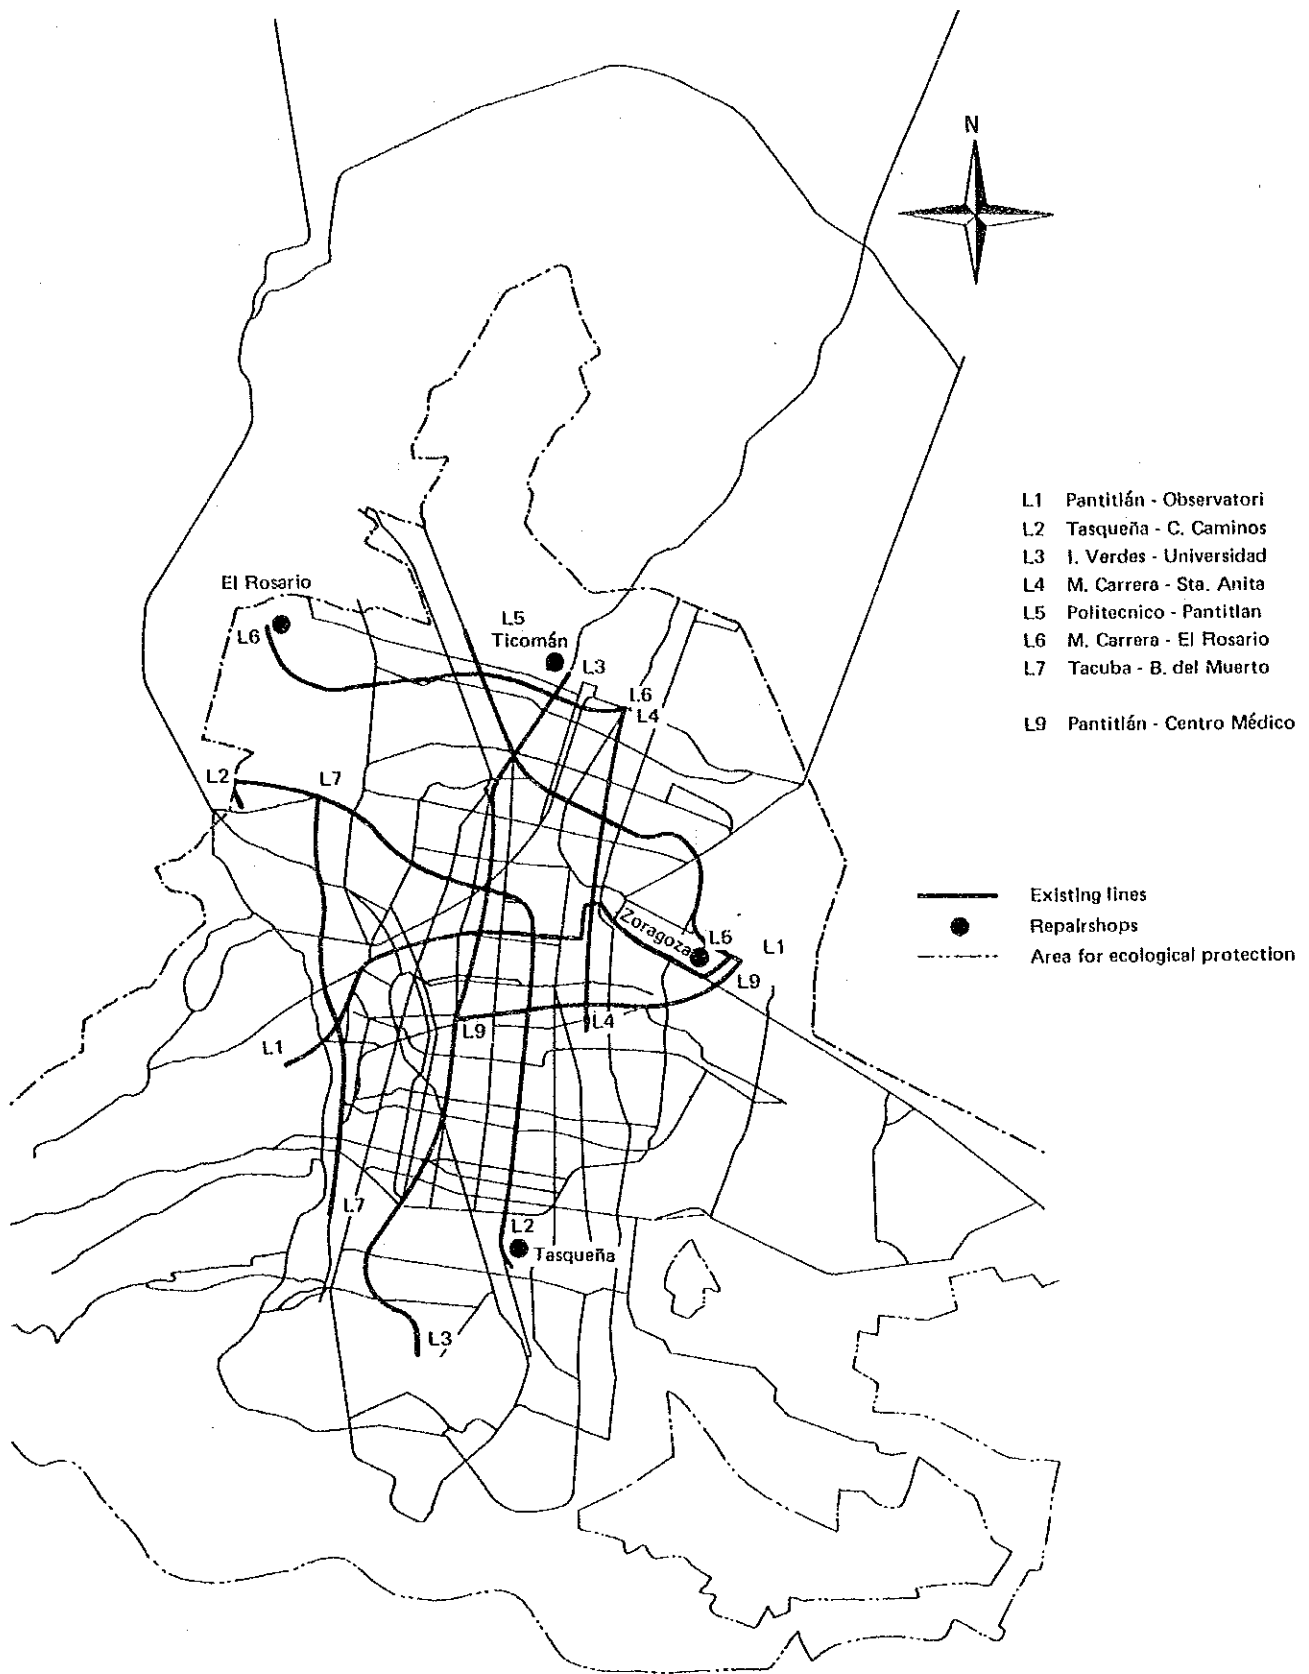 N
L1 Pantitlán - Observatori
L2 Tasqueña - C. Caminos
L3 I. Verdes - Universidad
L4 M. Carrera - Sta. Anita
L5 Politecnico - Pantitlan
L6 M. Carrera - El Rosario
L7 Tacuba - B. del Muerto
L9 Pantitlán - Centro Médico
El Rosario
L6
L5
Ticomán
L3
L6
L4
L2
L7
Existing lines
Repairshops
Area for ecological protection
Zoragoza
L5
L1
L9
L9
L4
L1
L7
L2
Tasqueña
L3